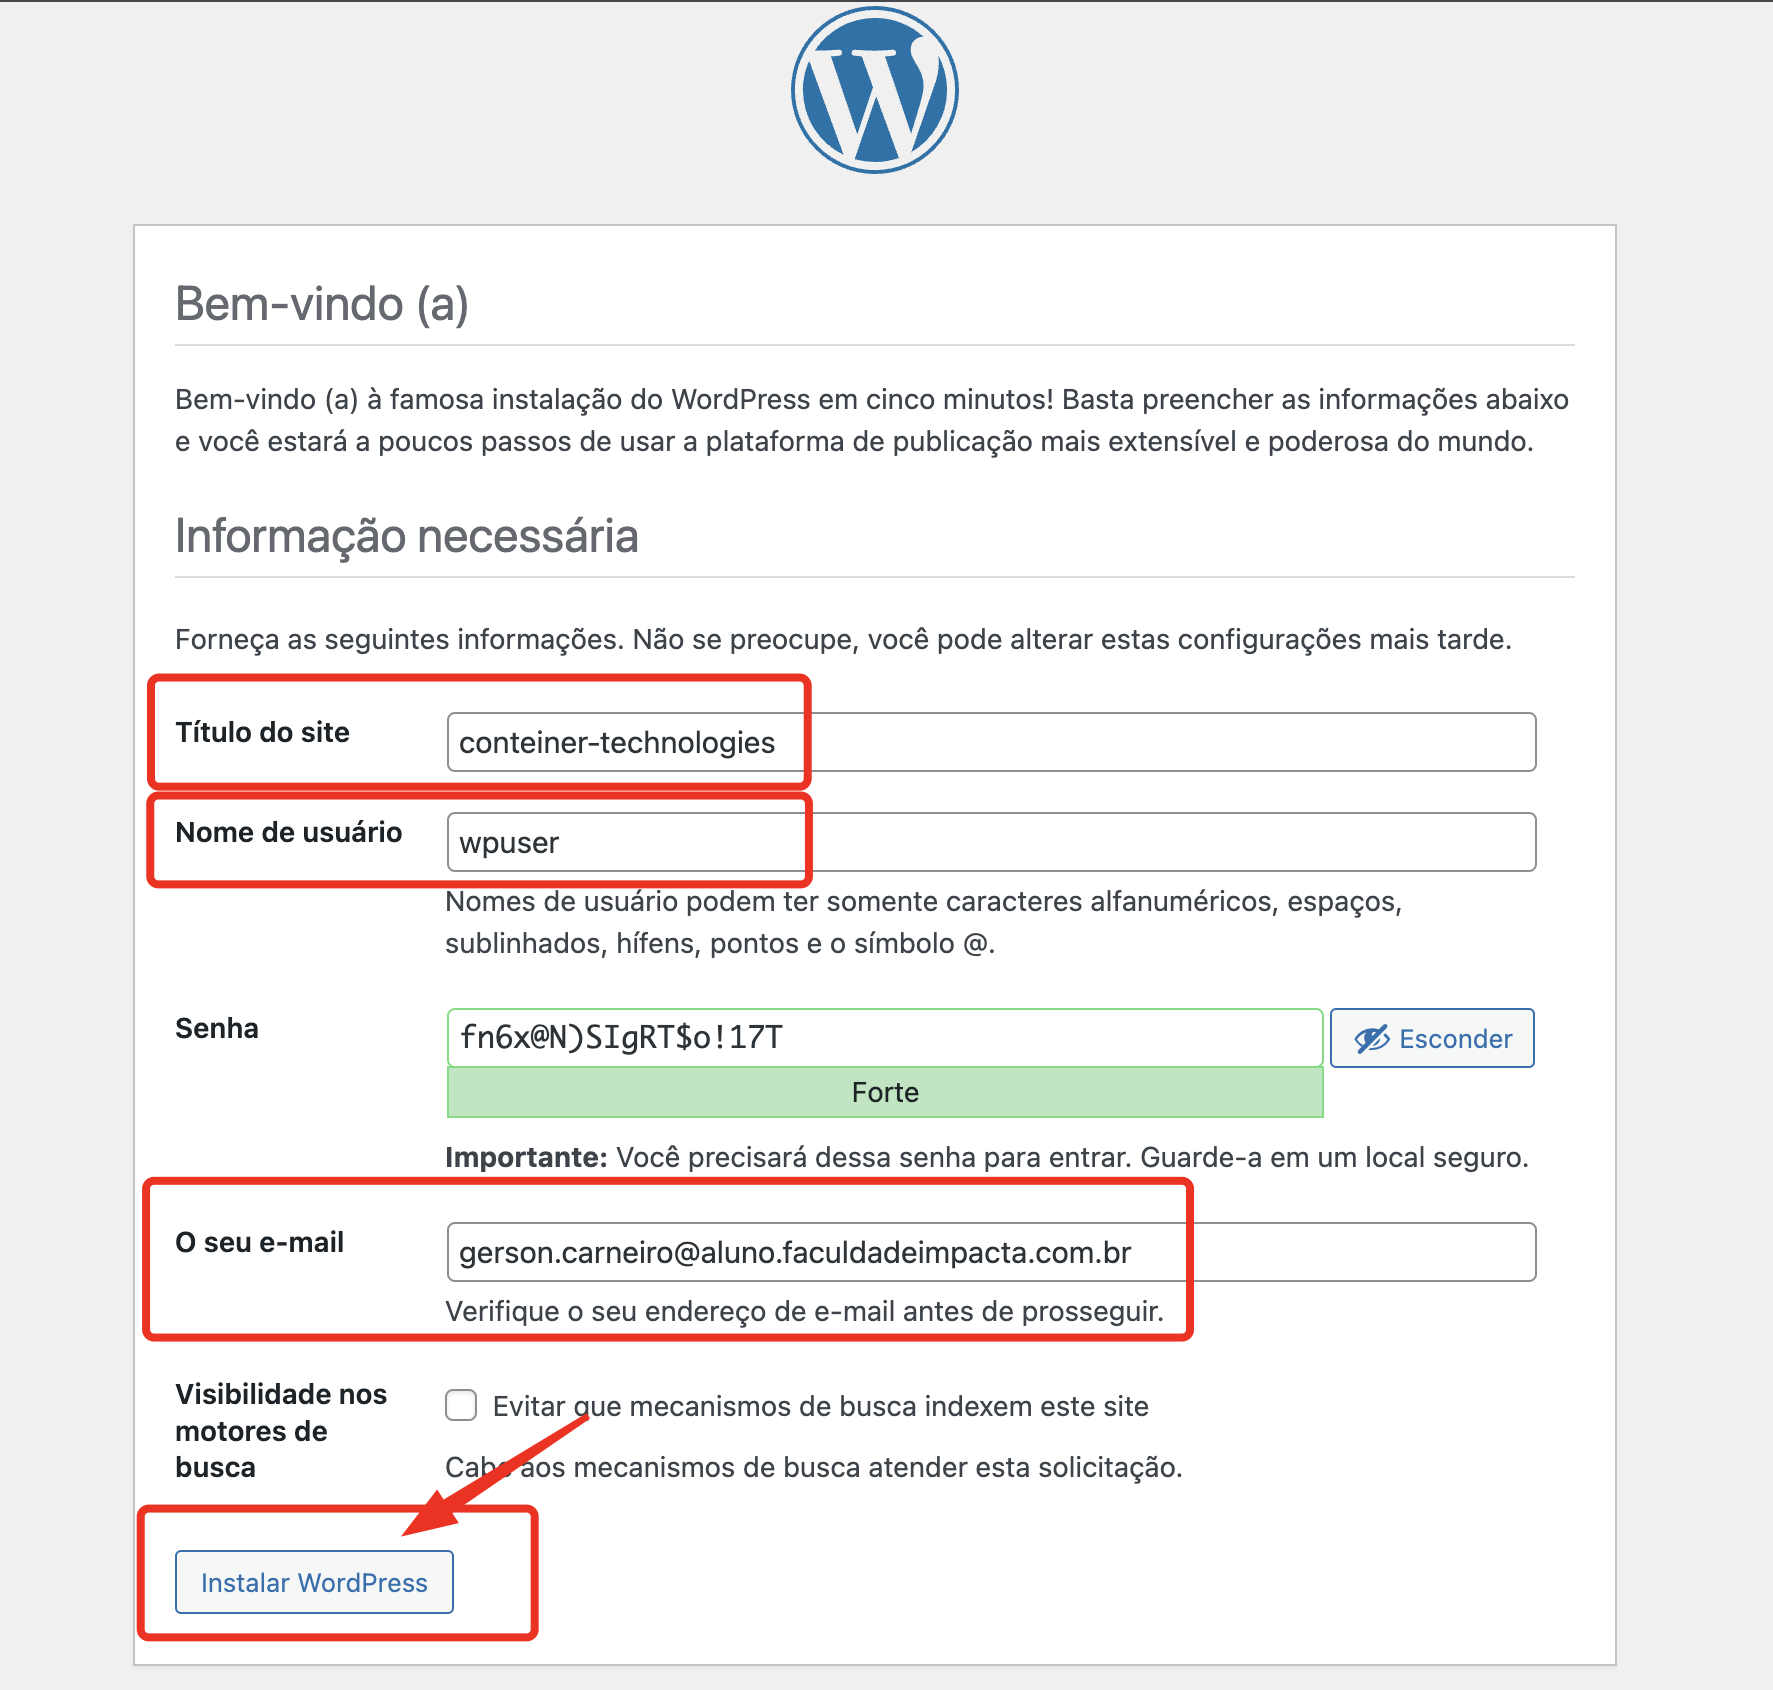 Bem-vindo (a)
Bem-vindo (a) à famosa instalação do WordPress em cinco minutos! Basta preencher as informações abaixo
e você estará a poucos passos de usar a plataforma de publicação mais extensível e poderosa do mundo.
Informação necessária
Forneça as seguintes informações. Não se preocupe, você pode alterar estas configurações mais tarde.
Título do site
conteiner-technologies
Nome de usuário
wpuser
Nomes de usuário podem ter somente caracteres alfanuméricos, espaços,
sublinhados, hífens, pontos e o símbolo @.
Senha
fn6x@N)SIgRT$o!17T
Esconder
Forte
Importante: Você precisará dessa senha para entrar. Guarde-a em um local seguro.
O seu e-mail
gerson.carneiro@aluno.faculdadeimpacta.com.br
Verifique o seu endereço de e-mail antes de prosseguir.
Visibilidade nos
motores de
busca
Evitar que mecanismos de busca indexem este site
Cabe aos mecanismos de busca atender esta solicitação.
Instalar WordPress